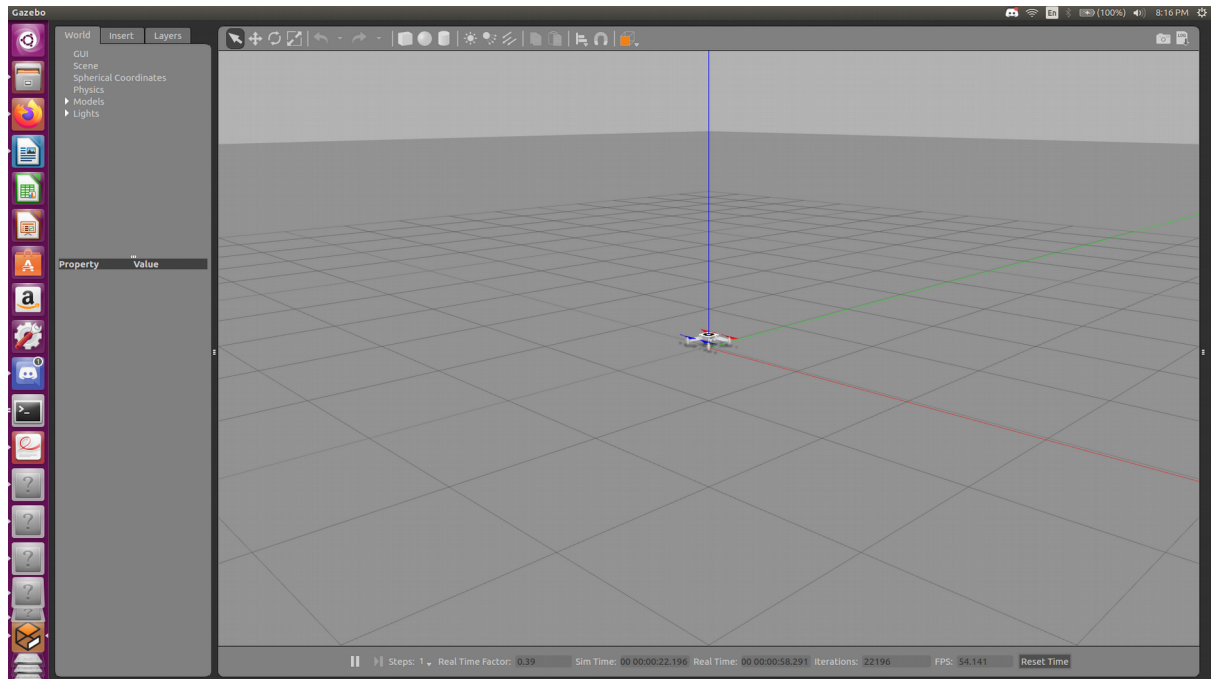 Gazebo En (100%) 8:16 PM
World Insert Layers
GUI
Scene
Spherical Coordinates
Physics
Models
Lights
Property Value
Steps: 1 Real Time Factor: 0.39 Sim Time: 00 00:00:22.196 Real Time: 00 00:00:58.291 Iterations: 22196 FPS: 54.141 Reset Time